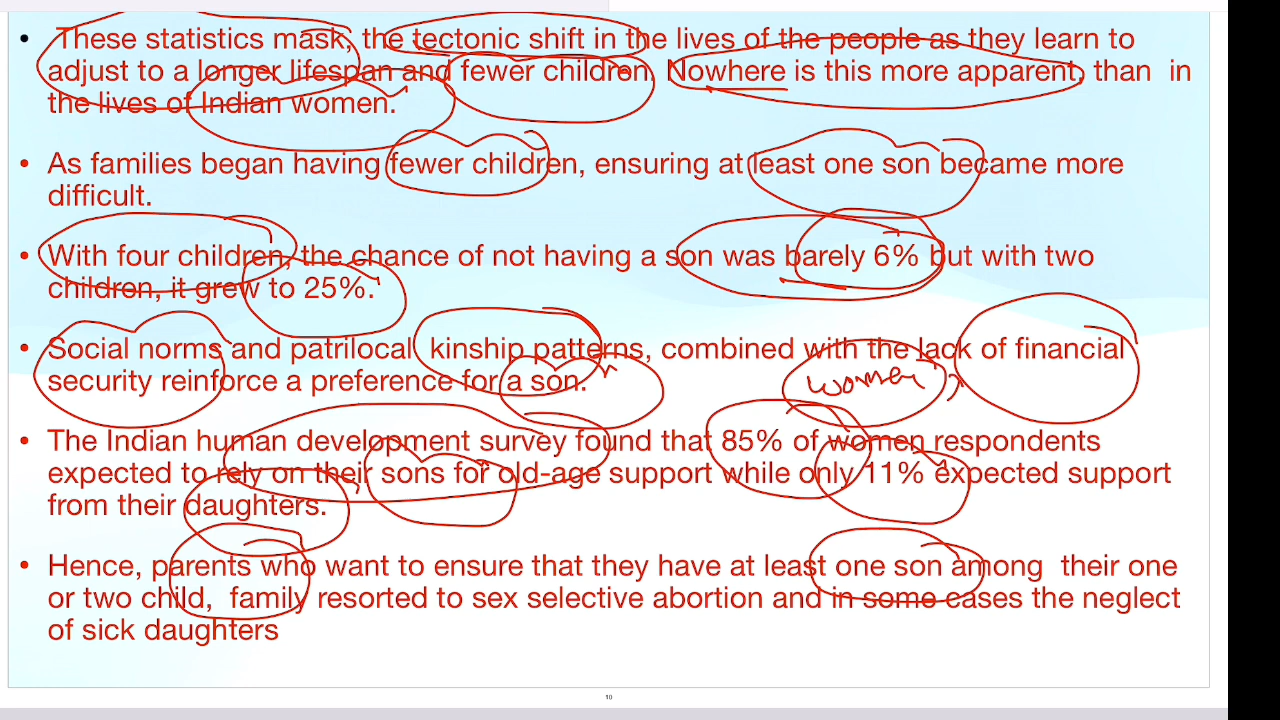 • These statistics mask, the tectonic shift in the lives of the people as they learn to
adjust to a longer lifespan and fewer children. Nowhere is this more apparent, than in
the lives of Indian women.
• As families began having fewer children, ensuring at least one son became more
difficult.
• With four children, the chance of not having a son was barely 6% but with two
children, it grew to 25%.
• Social norms and patrilocal kinship patterns, combined with the lack of financial
security reinforce a preference for a son.
women
• The Indian human development survey found that 85% of women respondents
expected to rely on their sons for old-age support while only 11% expected support
from their daughters.
• Hence, parents who want to ensure that they have at least one son among their one
or two child, family resorted to sex selective abortion and in some cases the neglect
of sick daughters
10